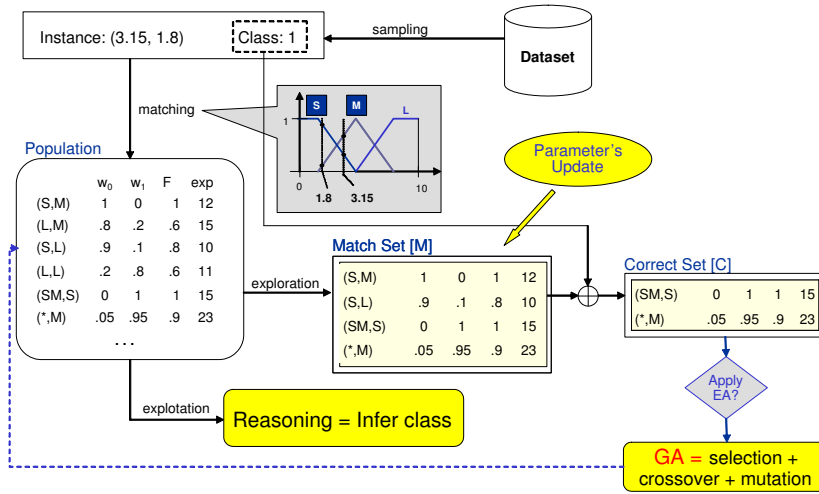 Instance: (3.15, 1.8)
Class: 1
sampling
Dataset
matching
S
M
L
1
0
1.8
3.15
10
Population
w0 w1 F exp
(S,M) 1 0 1 12
(L,M) .8 .2 .6 15
(S,L) .9 .1 .8 10
(L,L) .2 .8 .6 11
(SM,S) 0 1 1 15
(*,M) .05 .95 .9 23
...
exploration
Parameter's
Update
Match Set [M]
(S,M) 1 0 1 12
(S,L) .9 .1 .8 10
(SM,S) 0 1 1 15
(*,M) .05 .95 .9 23
Correct Set [C]
(SM,S) 0 1 1 15
(*,M) .05 .95 .9 23
Apply
EA?
explotation
Reasoning = Infer class
GA = selection +
crossover + mutation